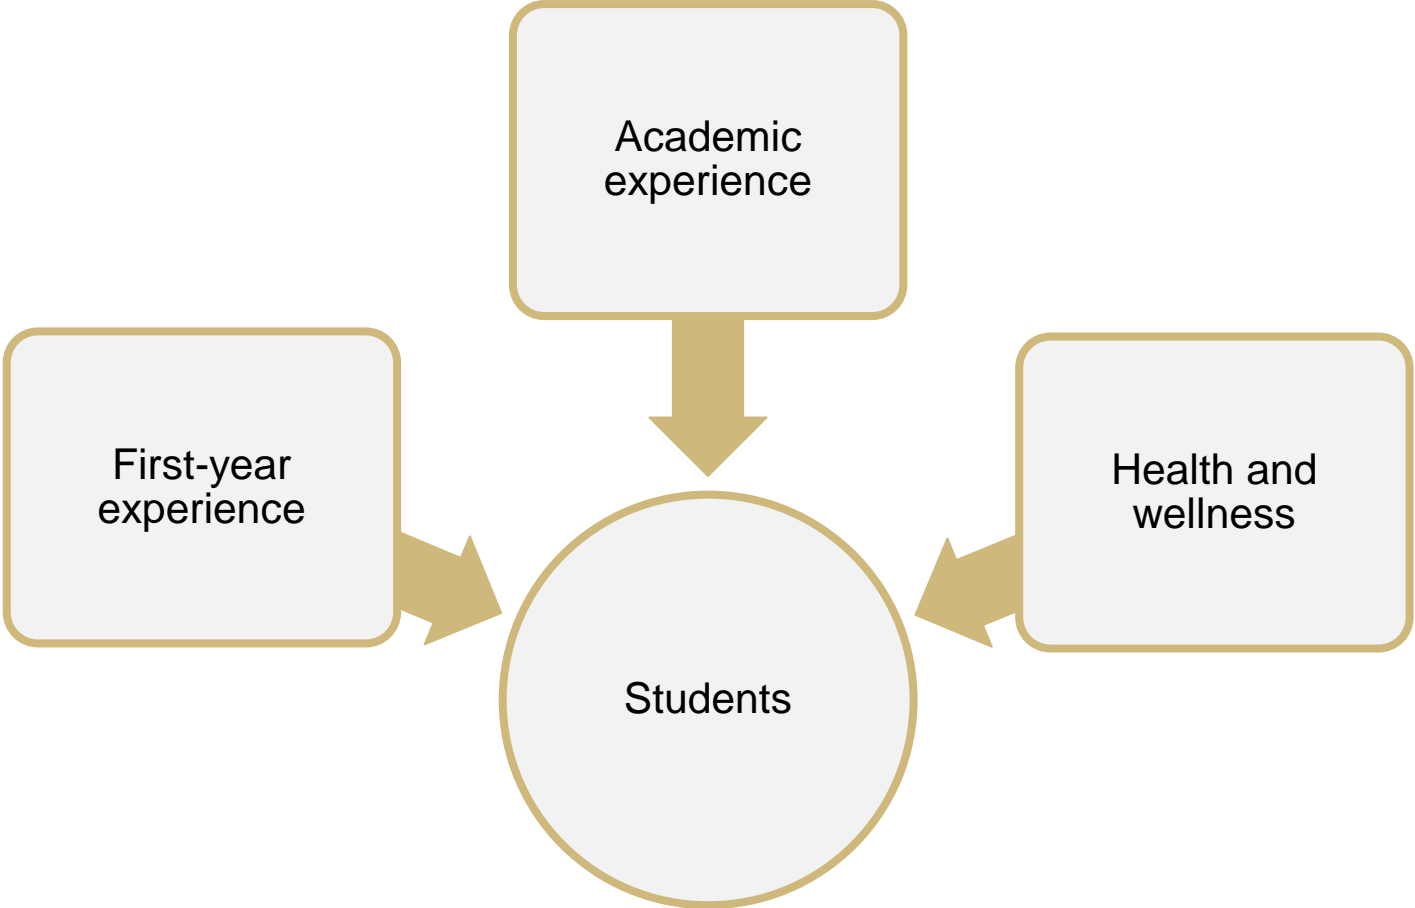 Academic
experience
First-year
experience
Health and
wellness
Students